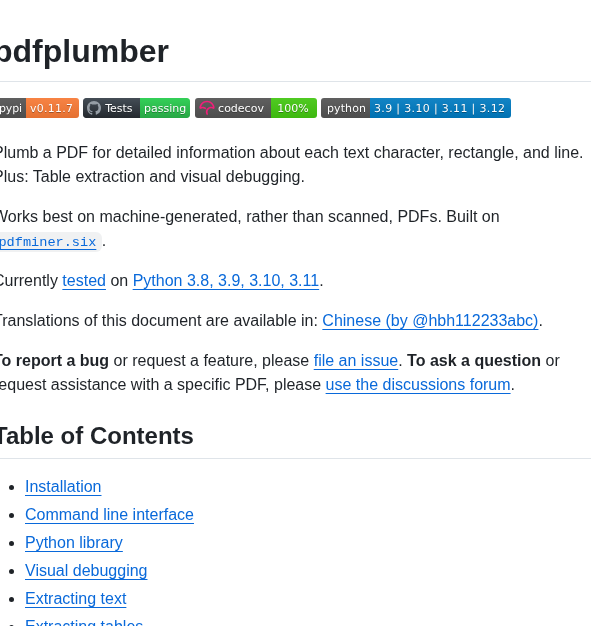 pdfplumber
pypi v0.11.7 Tests passing codecov 100% python 3.9 | 3.10 | 3.11 | 3.12
Plumb a PDF for detailed information about each text character, rectangle, and line.
Plus: Table extraction and visual debugging.
Works best on machine-generated, rather than scanned, PDFs. Built on
pdfminer.six.
Currently tested on Python 3.8, 3.9, 3.10, 3.11.
Translations of this document are available in: Chinese (by @hbh112233abc).
To report a bug or request a feature, please file an issue. To ask a question or
request assistance with a specific PDF, please use the discussions forum.
Table of Contents
Installation
Command line interface
Python library
Visual debugging
Extracting text
Extracting tables